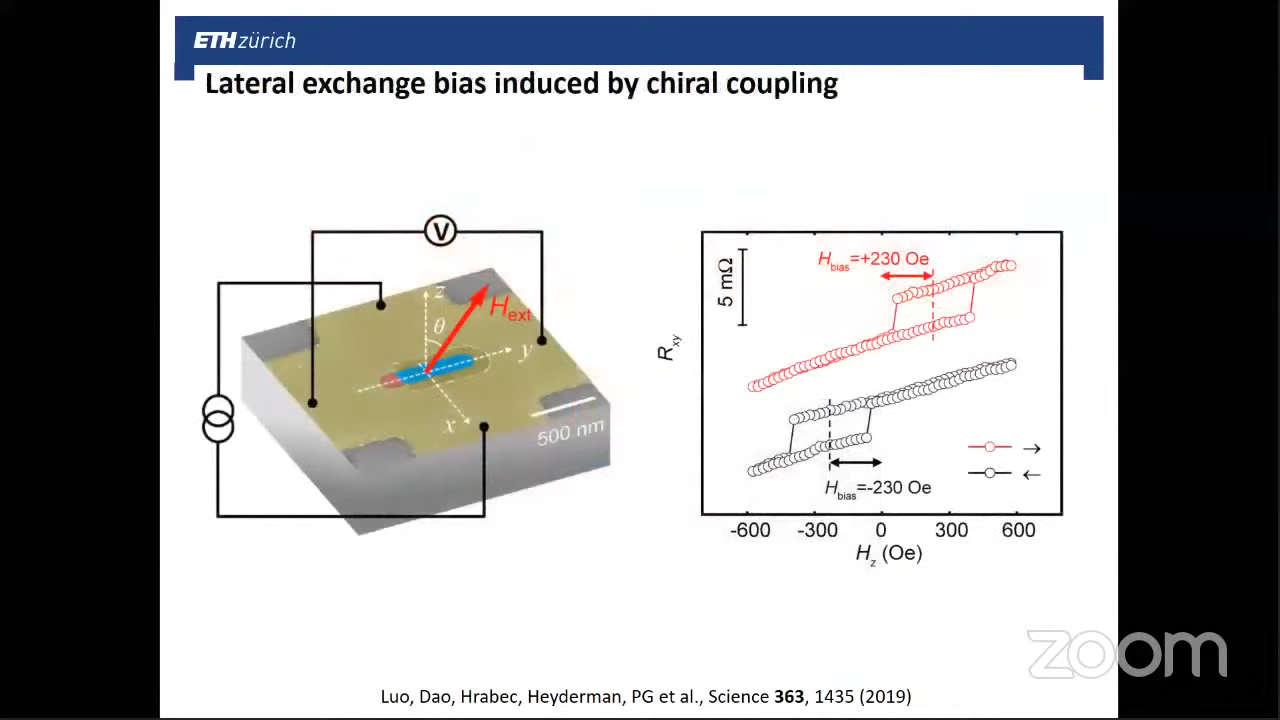 ETH zürich
Lateral exchange bias induced by chiral coupling
V
z
H_ext
θ
y
x
500 nm
5 mΩ
R_xy
H_bias=+230 Oe
→
←
H_bias=-230 Oe
-600 -300 0 300 600
H_z (Oe)
zoom
Luo, Dao, Hrabec, Heyderman, PG et al., Science 363, 1435 (2019)